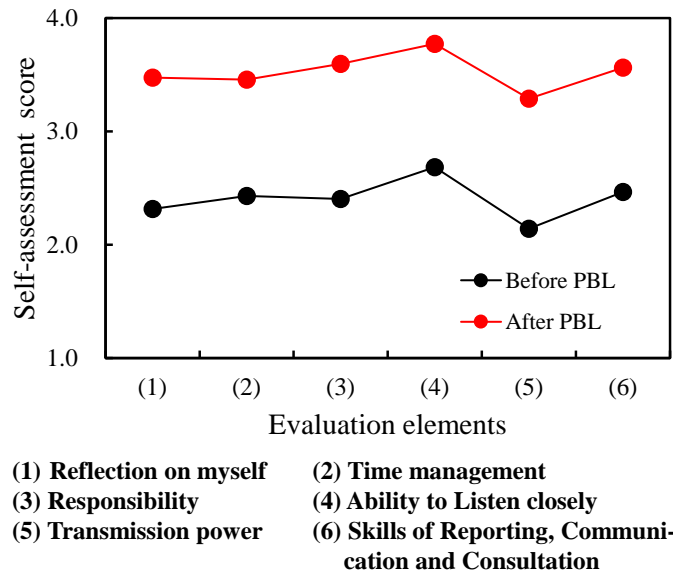 4.0
3.0
2.0
1.0
Self-assessment score
Before PBL
After PBL
(1) (2) (3) (4) (5) (6)
Evaluation elements
(1) Reflection on myself (2) Time management
(3) Responsibility (4) Ability to Listen closely
(5) Transmission power (6) Skills of Reporting, Communi-
cation and Consultation